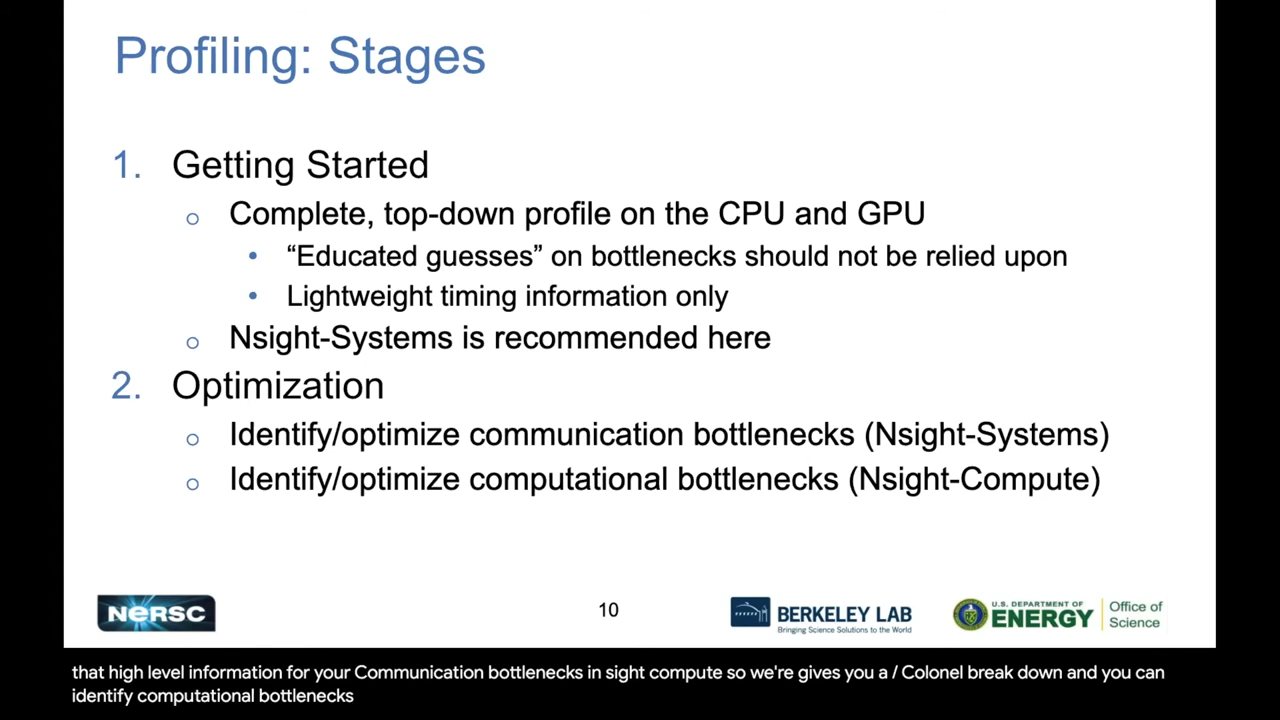 Profiling: Stages
1. Getting Started
○ Complete, top-down profile on the CPU and GPU
• “Educated guesses” on bottlenecks should not be relied upon
• Lightweight timing information only
○ Nsight-Systems is recommended here
2. Optimization
○ Identify/optimize communication bottlenecks (Nsight-Systems)
○ Identify/optimize computational bottlenecks (Nsight-Compute)
NERSC
10
BERKELEY LAB
Bringing Science Solutions to the World
U.S. DEPARTMENT OF
ENERGY
Office of
Science
that high level information for your Communication bottlenecks in sight compute so we're gives you a / Colonel break down and you can
identify computational bottlenecks